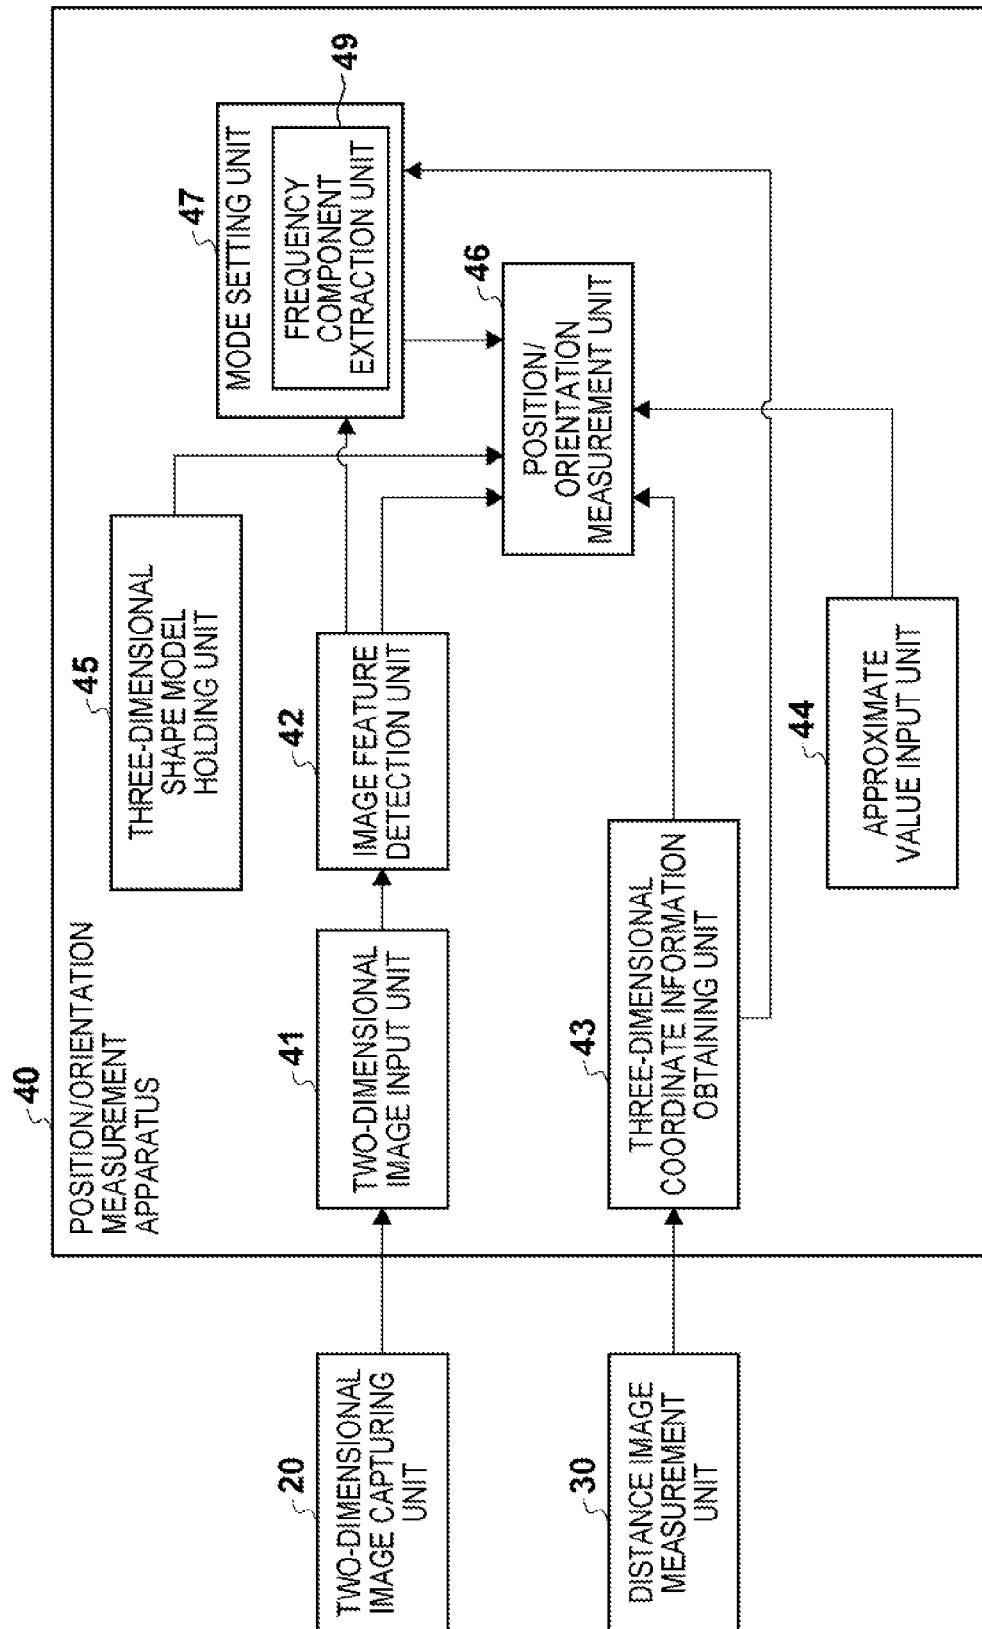 40
POSITION/ORIENTATION
MEASUREMENT
APPARATUS
20
TWO-DIMENSIONAL
IMAGE CAPTURING
UNIT
30
DISTANCE IMAGE
MEASUREMENT
UNIT
41
TWO-DIMENSIONAL
IMAGE INPUT UNIT
43
THREE-DIMENSIONAL
COORDINATE INFORMATION
OBTAINING UNIT
45
THREE-DIMENSIONAL
SHAPE MODEL
HOLDING UNIT
42
IMAGE FEATURE
DETECTION UNIT
44
APPROXIMATE
VALUE INPUT UNIT
47
MODE SETTING UNIT
49
FREQUENCY
COMPONENT
EXTRACTION UNIT
46
POSITION/
ORIENTATION
MEASUREMENT UNIT